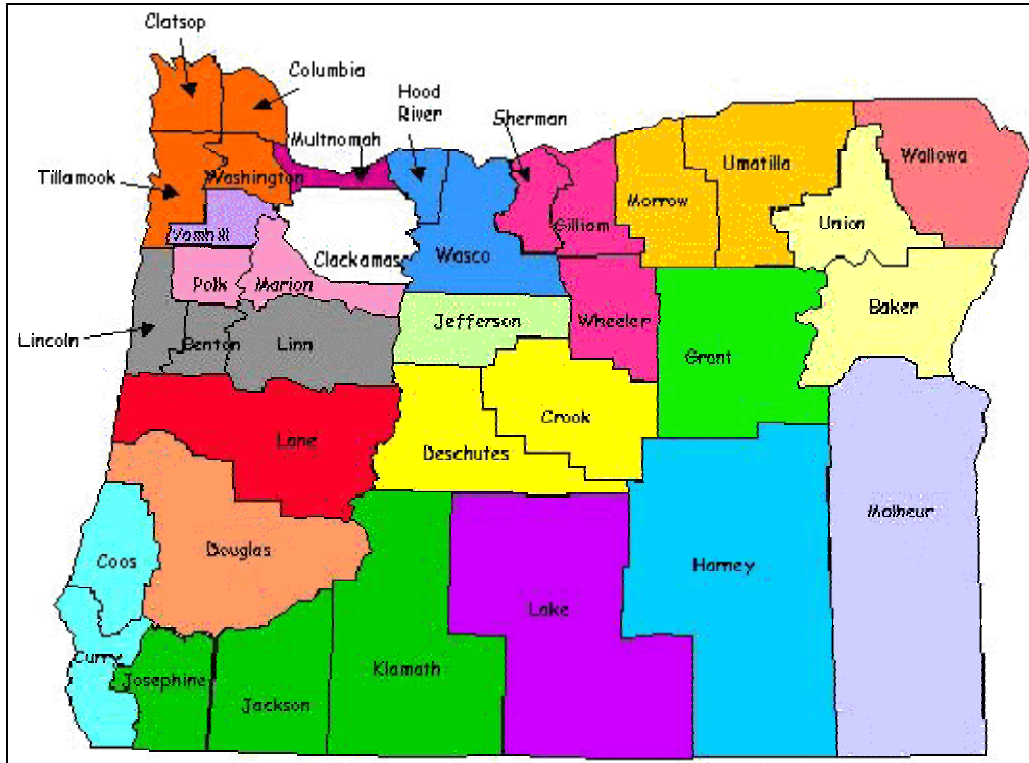 Clatsop
Columbia
Hood
River
Sherman
Multnomah
Tillamook
Washington
Wallowa
Umatilla
Morrow
Gilliam
Union
Yamhill
Clackamas
Wasco
Polk
Marion
Baker
Lincoln
Benton
Linn
Jefferson
Wheeler
Grant
Lane
Crook
Deschutes
Malheur
Douglas
Coos
Harney
Lake
Curry
Josephine
Klamath
Jackson